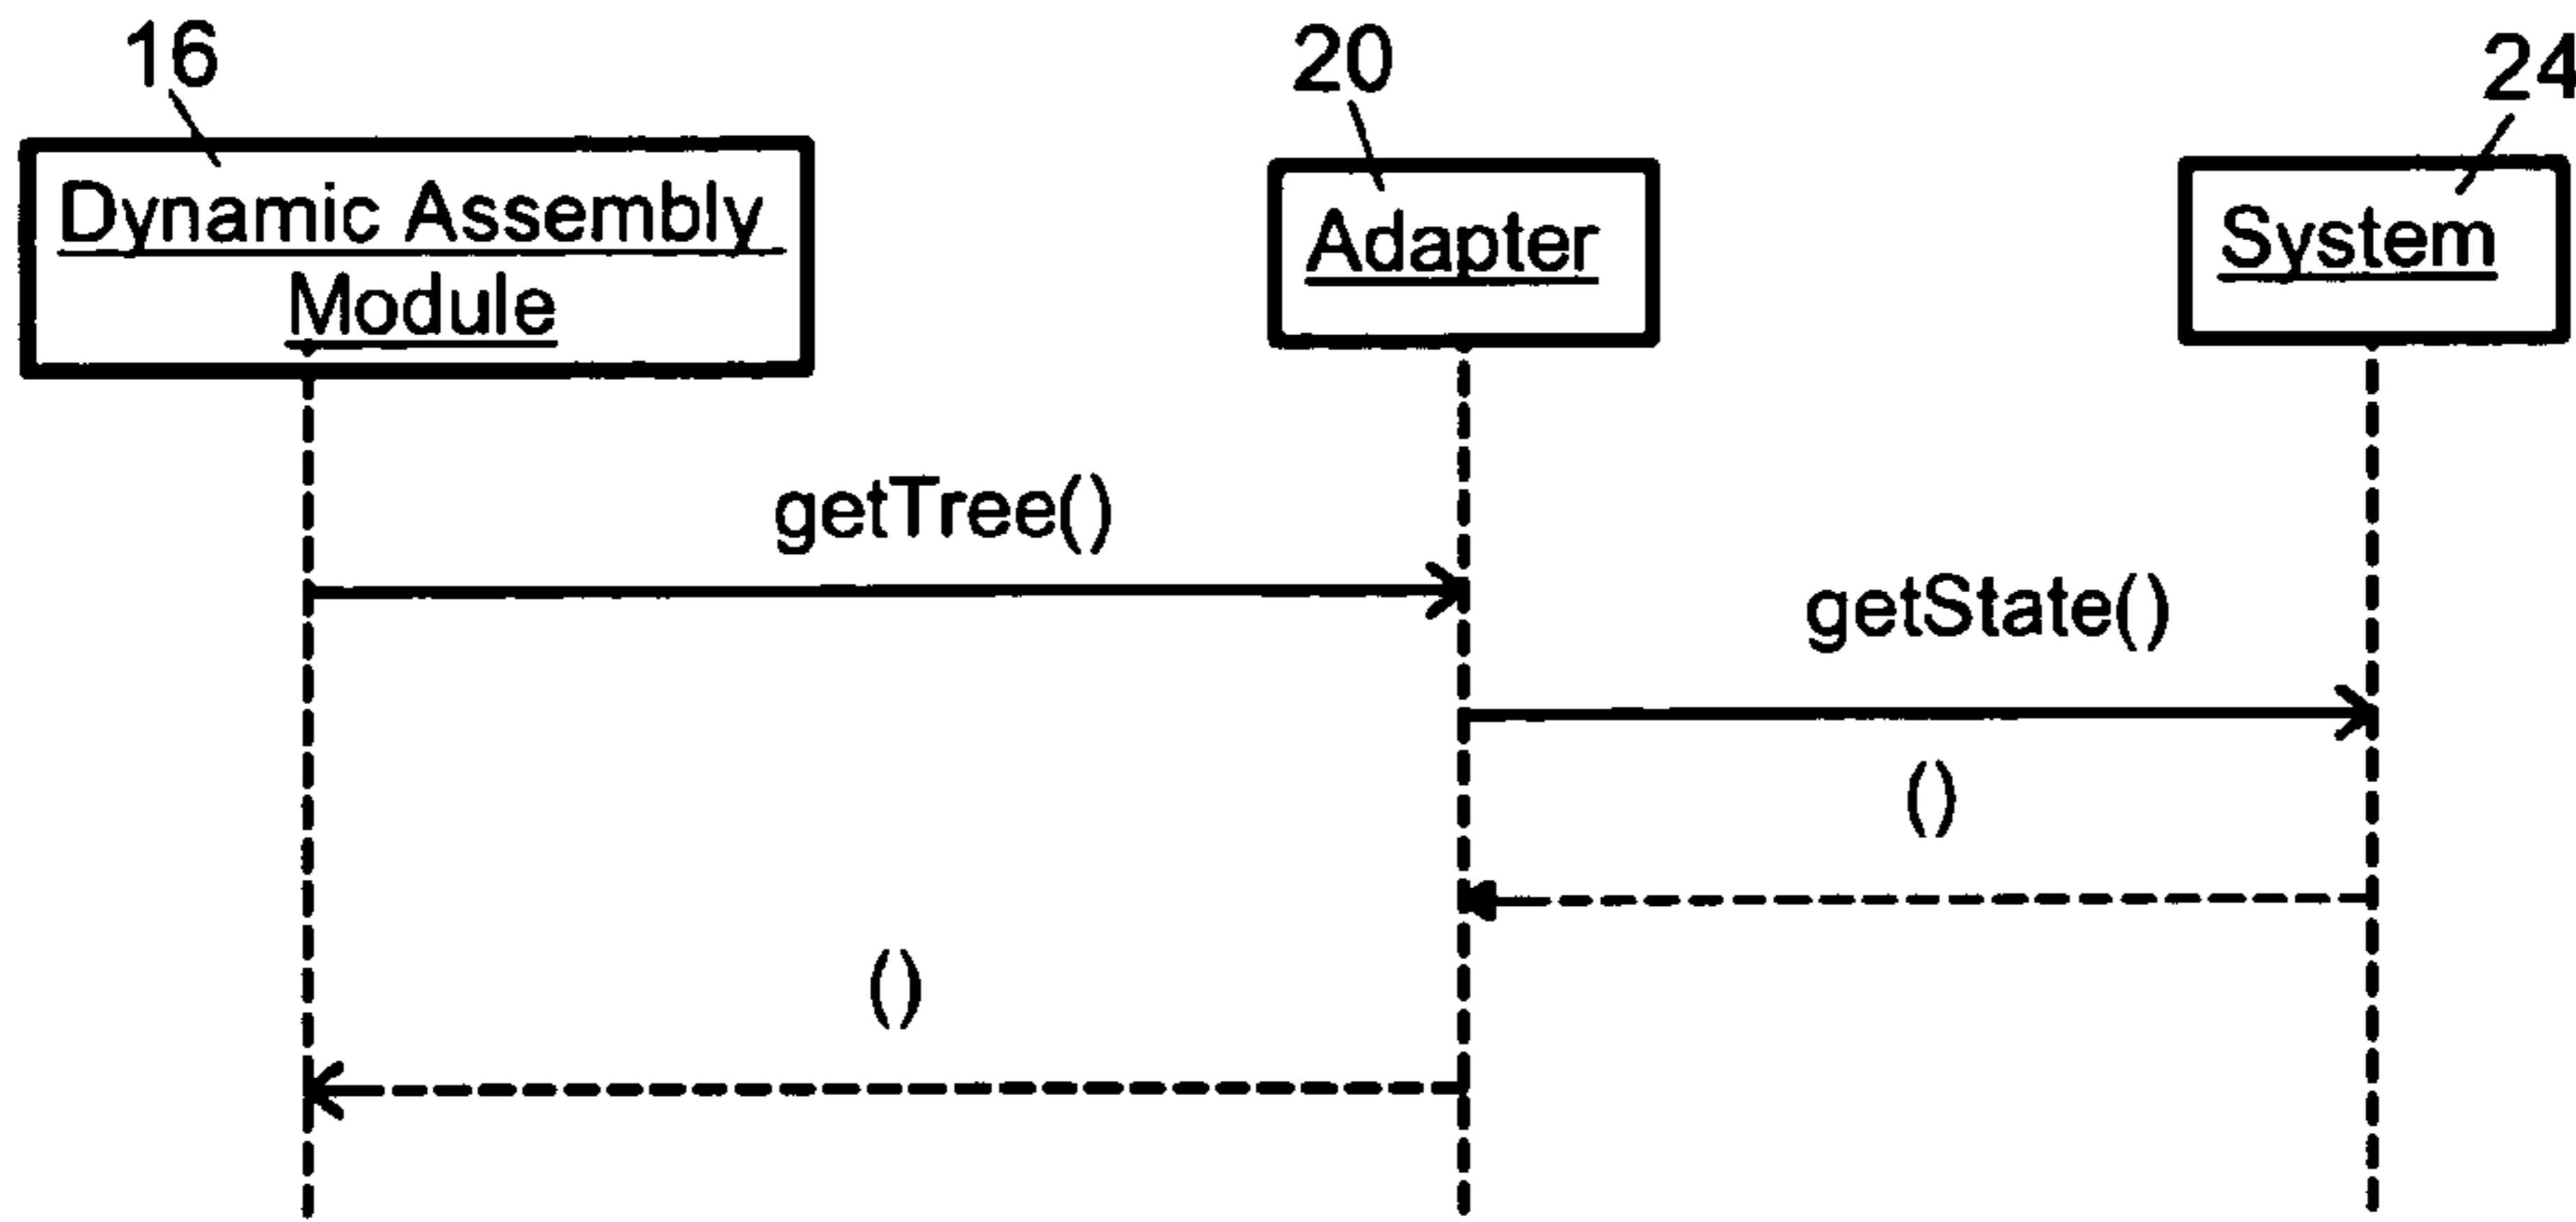 16
20
24
Dynamic Assembly
Module
Adapter
System
getTree()
getState()
()
()